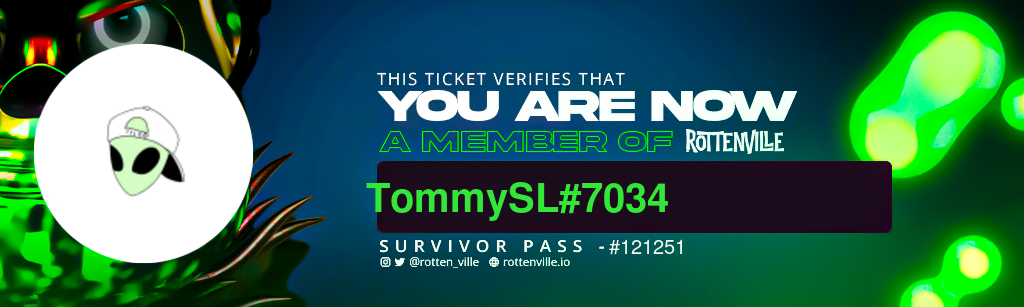 THIS TICKET VERIFIES THAT
YOU ARE NOW
A MEMBER OF ROTTENVILLE
TommySL#7034
SURVIVOR PASS - #121251
@rotten_ville rottenville.io